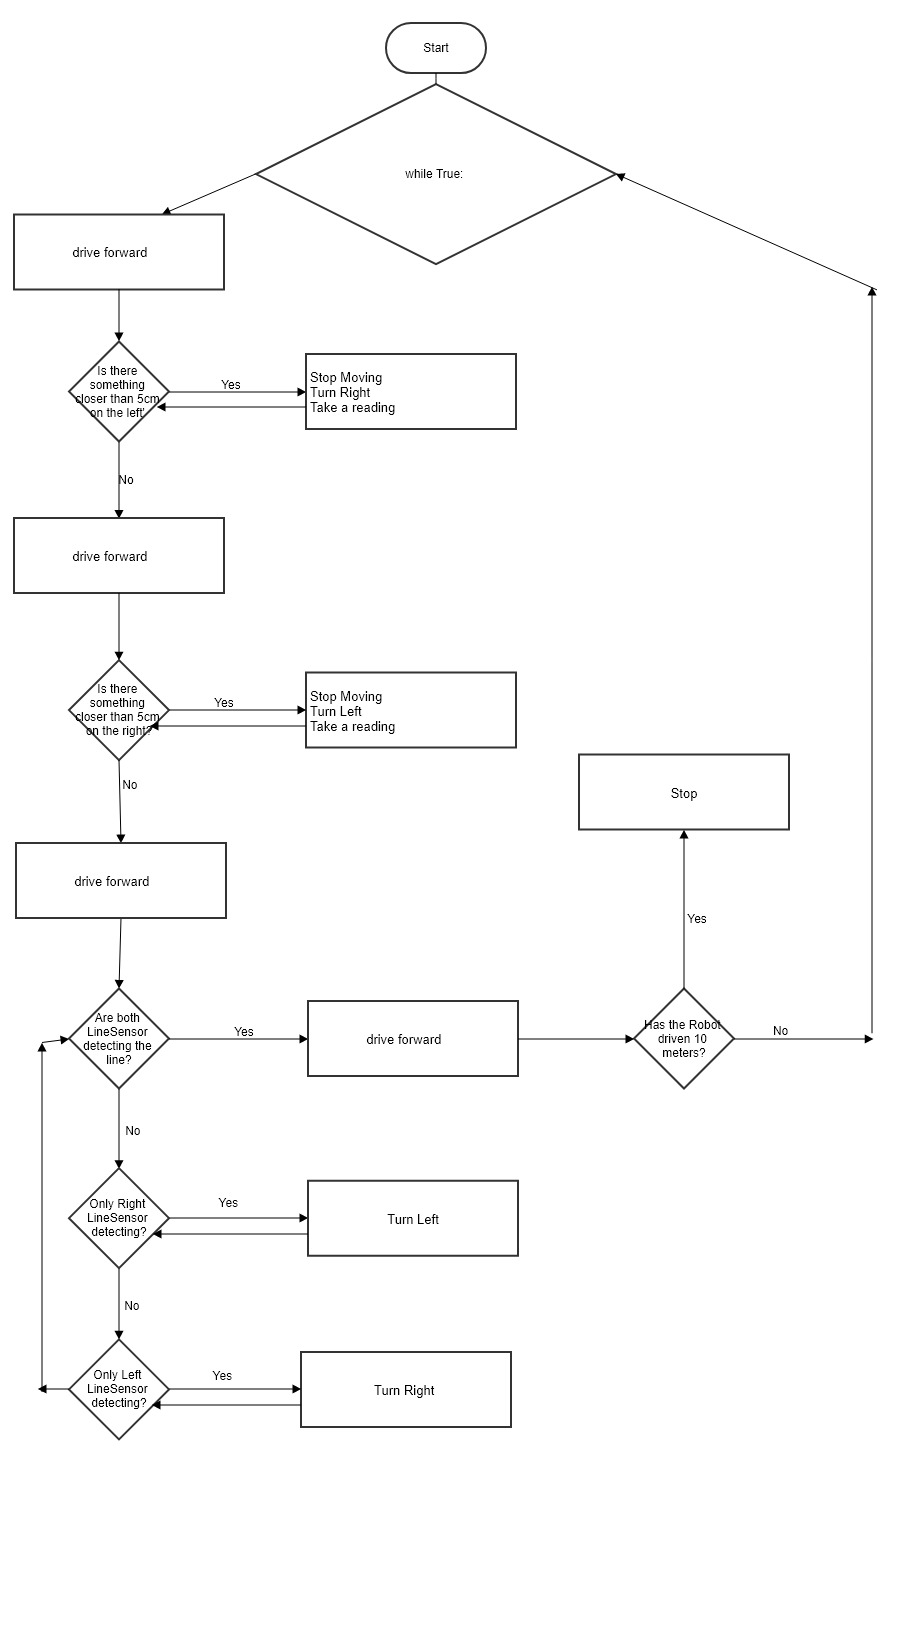 Start
while True:
drive forward
Is there
something
closer than 5cm
on the left'
Yes
Stop Moving
Turn Right
Take a reading
No
drive forward
Is there
something
closer than 5cm
on the right?
Yes
Stop Moving
Turn Left
Take a reading
No
Stop
drive forward
Yes
Are both
LineSensor
detecting the
line?
Yes
drive forward
Has the Robot
driven 10
meters?
No
No
Only Right
LineSensor
detecting?
Yes
Turn Left
No
Only Left
LineSensor
detecting?
Yes
Turn Right